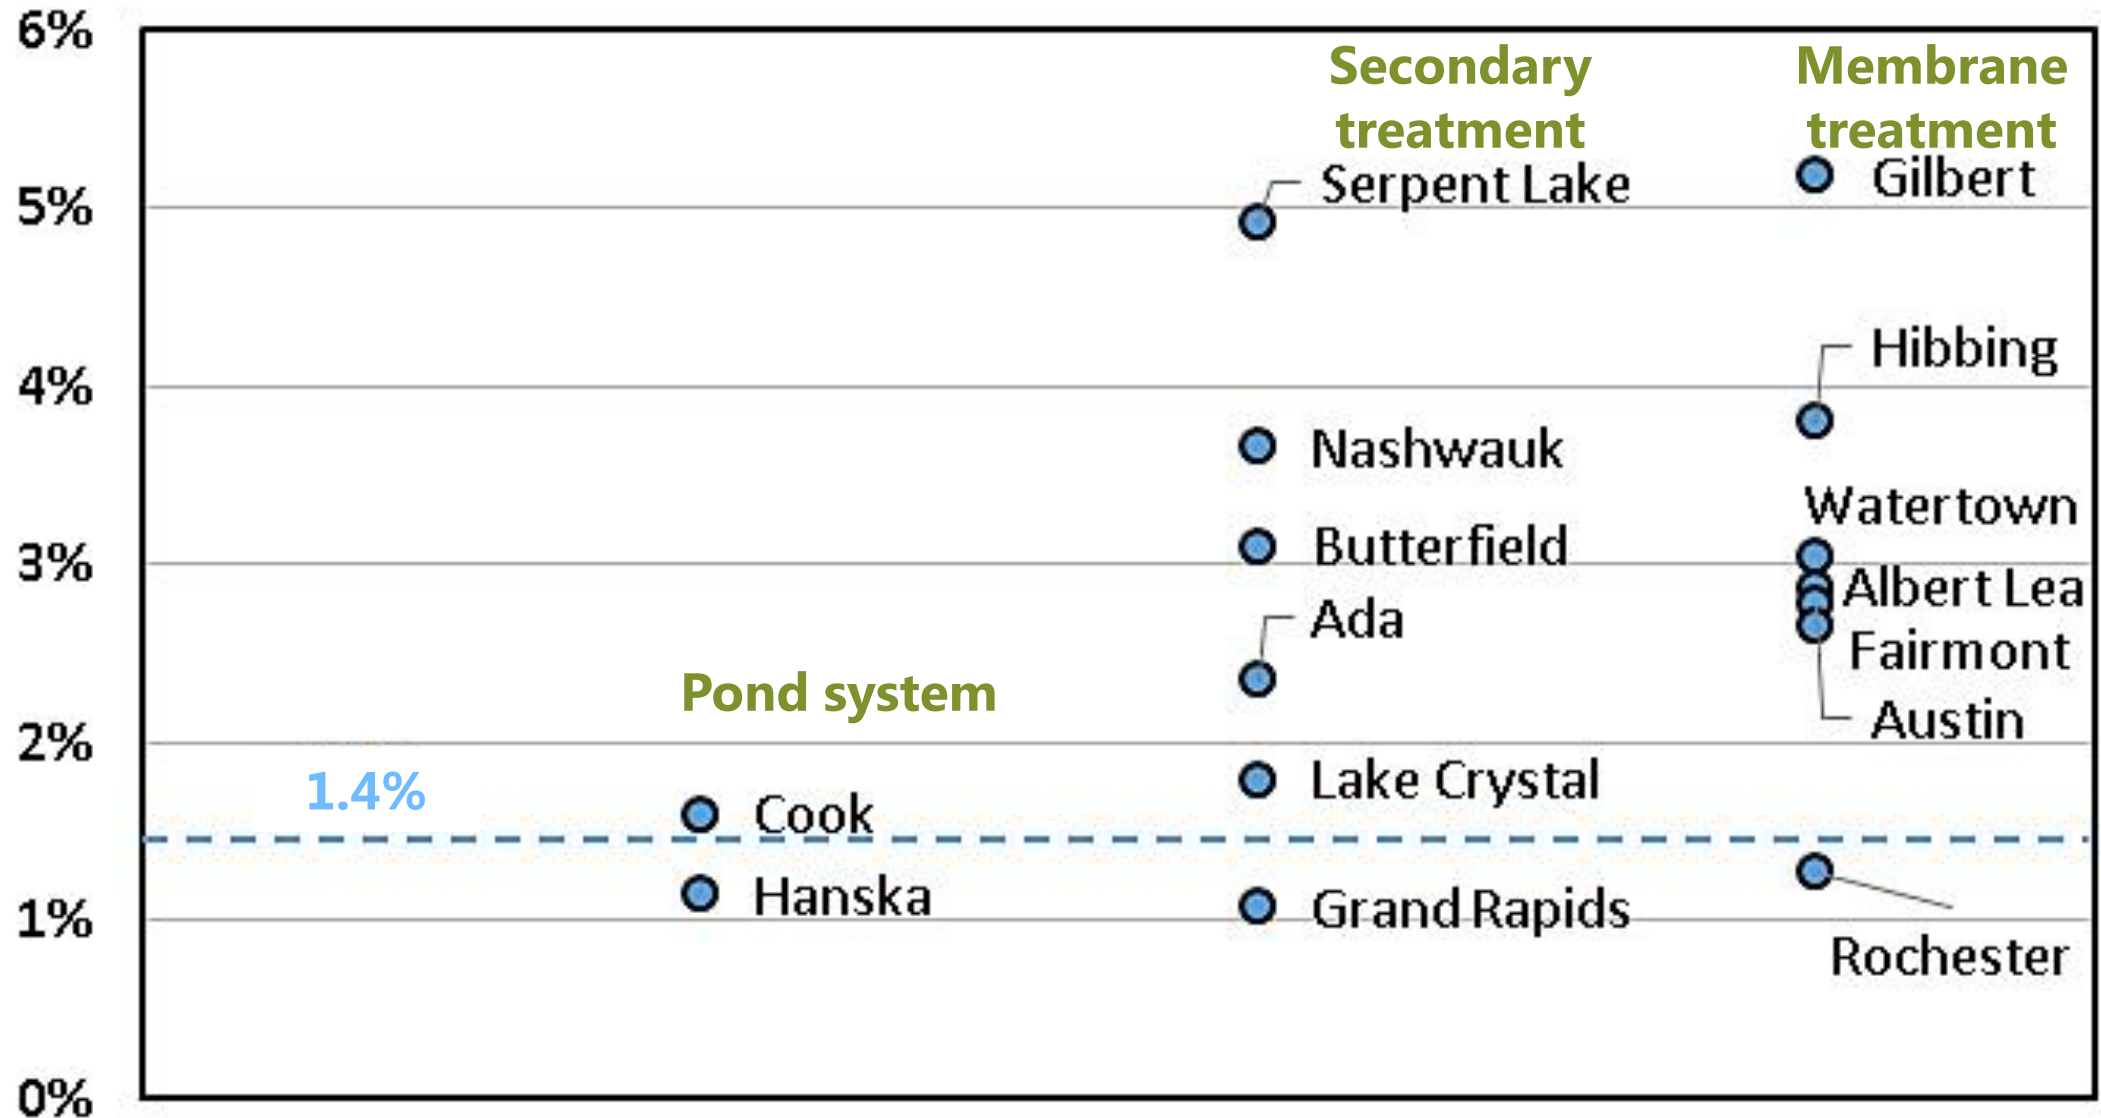 6%
Secondary
treatment
Membrane
treatment
Serpent Lake
Gilbert
5%
Hibbing
4%
Nashwauk
Watertown
Butterfield
3%
Albert Lea
Ada
Fairmont
Pond system
Austin
2%
1.4%
Lake Crystal
Cook
Hanska
Grand Rapids
1%
Rochester
0%